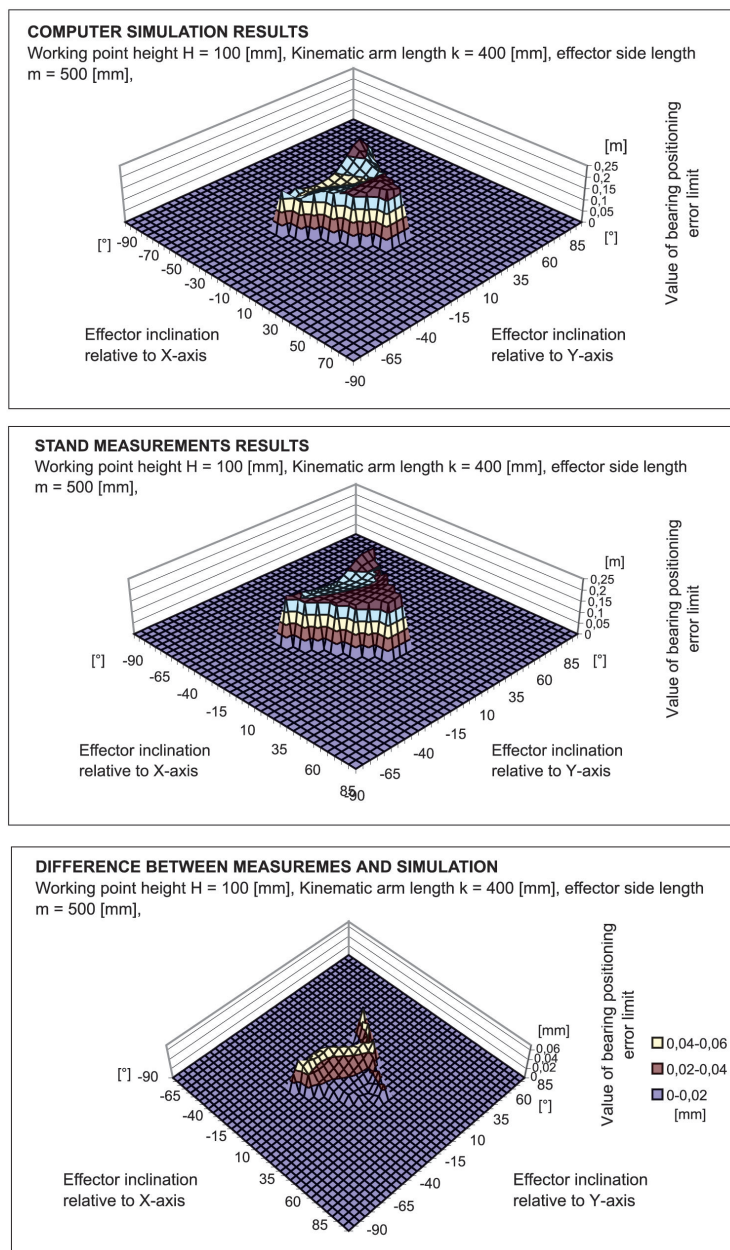 COMPUTER SIMULATION RESULTS
Working point height H = 100 [mm], Kinematic arm length k = 400 [mm], effector side length
m = 500 [mm],
[m]
0,25
0,2
0,15
0,1
0,05
0
Value of bearing positioning
error limit
[°]
-90
-70
-50
-30
-10
10
30
50
70
[°]
85
60
35
10
-15
-40
-65
-90
Effector inclination
relative to X-axis
Effector inclination
relative to Y-axis
STAND MEASUREMENTS RESULTS
Working point height H = 100 [mm], Kinematic arm length k = 400 [mm], effector side length
m = 500 [mm],
[m]
0,25
0,2
0,15
0,1
0,05
0
Value of bearing positioning
error limit
[°]
-90
-65
-40
-15
10
35
60
85
[°]
85
60
35
10
-15
-40
-65
-90
Effector inclination
relative to X-axis
Effector inclination
relative to Y-axis
DIFFERENCE BETWEEN MEASUREMES AND SIMULATION
Working point height H = 100 [mm], Kinematic arm length k = 400 [mm], effector side length
m = 500 [mm],
[mm]
0,06
0,04
0,02
0
Value of bearing positioning
error limit
0,04-0,06
0,02-0,04
0-0,02
[mm]
[°]
-90
-65
-40
-15
10
35
60
85
[°]
85
60
35
10
-15
-40
-65
-90
Effector inclination
relative to X-axis
Effector inclination
relative to Y-axis